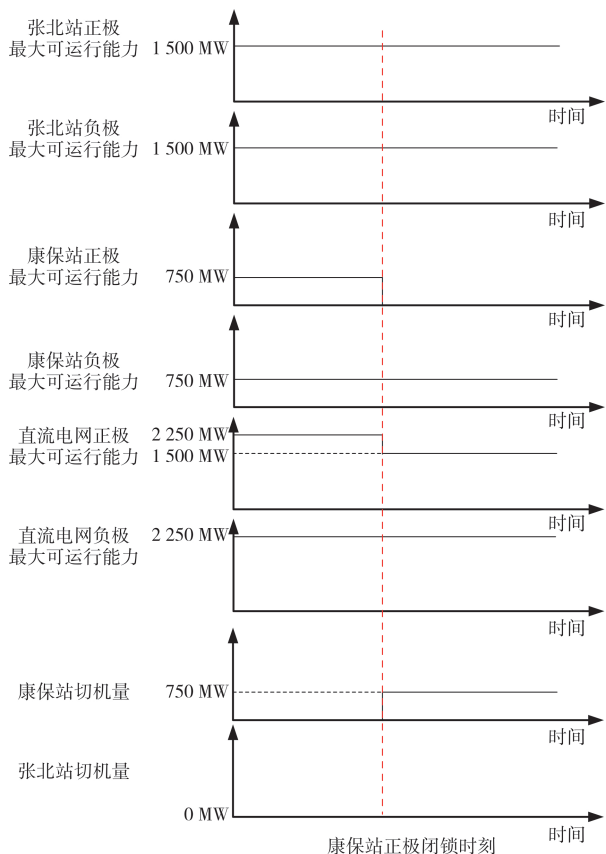 张北站正极
最大可运行能力 1 500 MW
时间
张北站负极
最大可运行能力 1 500 MW
时间
康保站正极
最大可运行能力 750 MW
时间
康保站负极
最大可运行能力 750 MW
时间
直流电网正极 2 250 MW
最大可运行能力 1 500 MW
时间
直流电网负极 2 250 MW
最大可运行能力
时间
康保站切机量 750 MW
时间
张北站切机量
0 MW
时间
康保站正极闭锁时刻